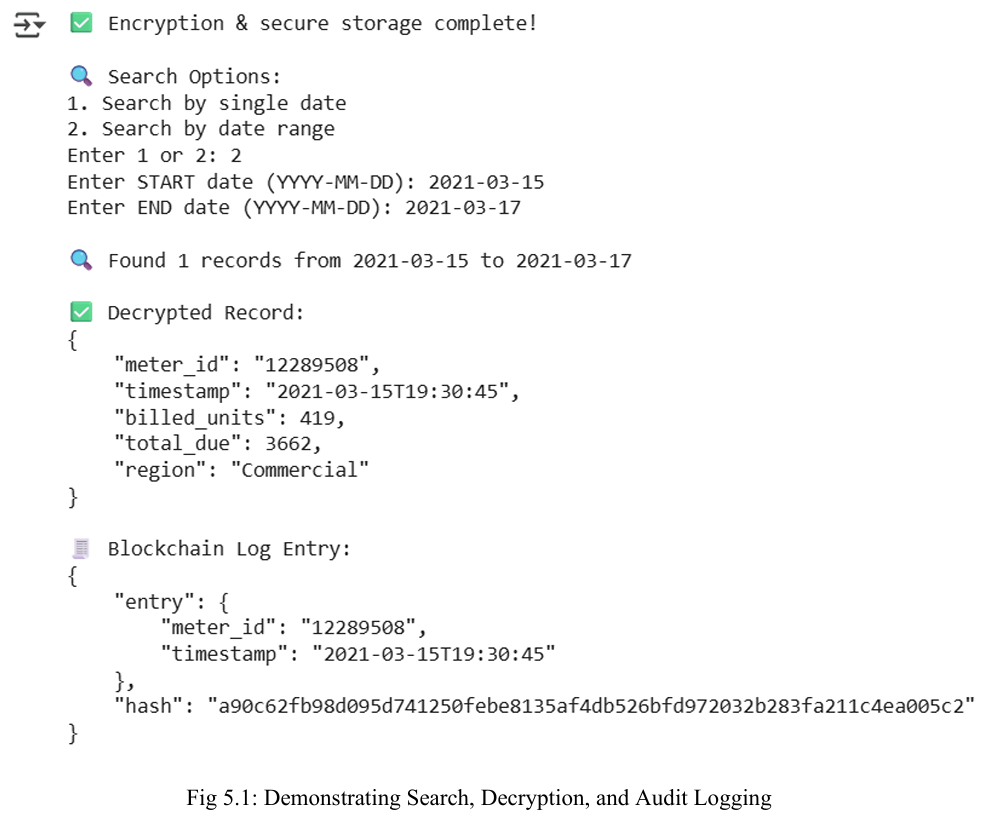 ✅ Encryption & secure storage complete!
🔍 Search Options:
1. Search by single date
2. Search by date range
Enter 1 or 2: 2
Enter START date (YYYY-MM-DD): 2021-03-15
Enter END date (YYYY-MM-DD): 2021-03-17
🔍 Found 1 records from 2021-03-15 to 2021-03-17
✅ Decrypted Record:
{
    "meter_id": "12289508",
    "timestamp": "2021-03-15T19:30:45",
    "billed_units": 419,
    "total_due": 3662,
    "region": "Commercial"
}
📜 Blockchain Log Entry:
{
    "entry": {
        "meter_id": "12289508",
        "timestamp": "2021-03-15T19:30:45"
    },
    "hash": "a90c62fb98d095d741250febe8135af4db526bfd972032b283fa211c4ea005c2"
}
Fig 5.1: Demonstrating Search, Decryption, and Audit Logging